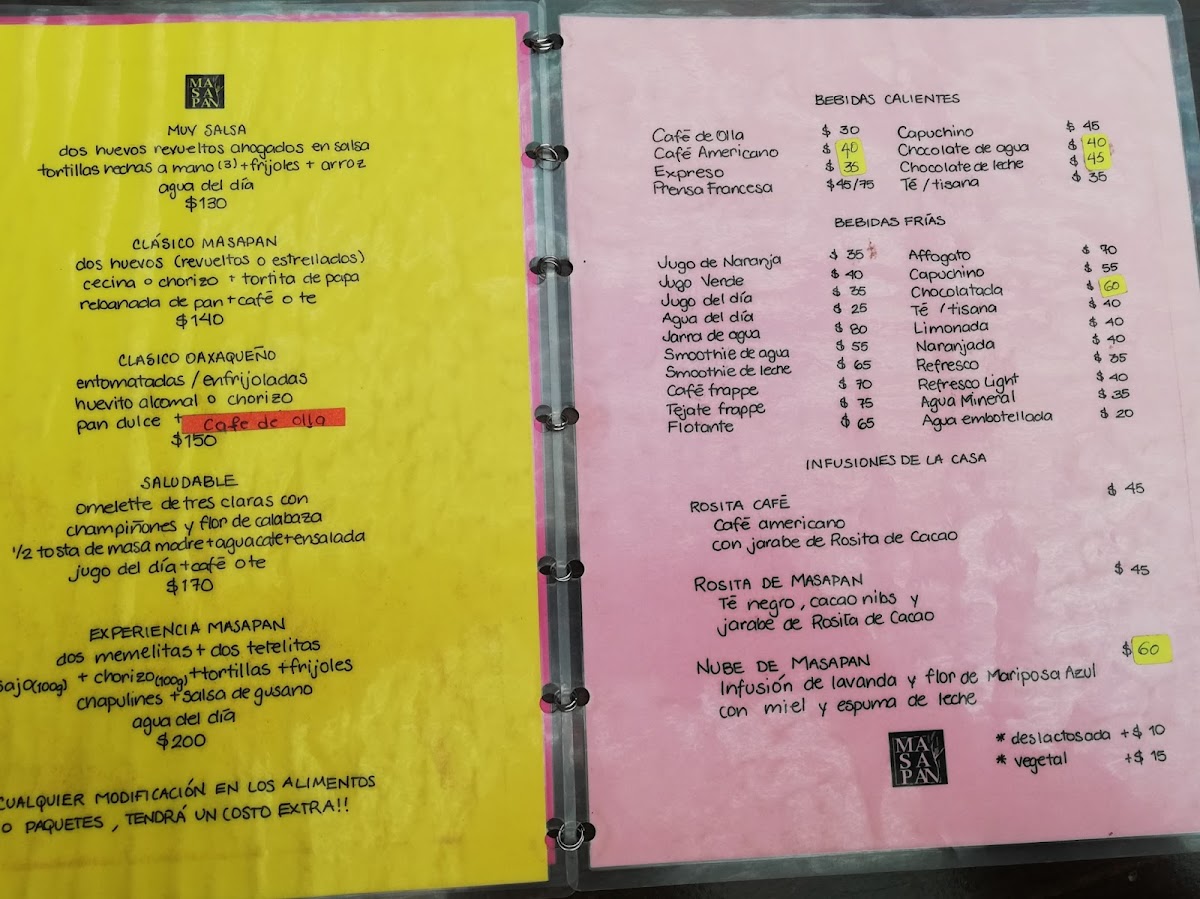 MA
SA
PAN
MUY SALSA
dos huevos revueltos ahogados en salsa
tortillas hechas a mano (3) + frijoles + arroz
agua del día
$130
CLÁSICO MASAPAN
dos huevos (revueltos o estrellados)
cecina o chorizo + tortita de papa
rebanada de pan + café o te
$140
CLASICO OAXAQUEÑO
entomatadas / enfrijoladas
huevito alcomal o chorizo
pan dulce + Cafe de olla
$150
SALUDABLE
omelette de tres claras con
champiñones y flor de calabaza
1/2 tosta de masa madre + aguacate + ensalada
jugo del día + café o te
$170
EXPERIENCIA MASAPAN
dos memelitas + dos tetelitas
(100g) + chorizo (100g) + tortillas + frijoles
chapulines + salsa de gusano
agua del día
$200
CUALQUIER MODIFICACIÓN EN LOS ALIMENTOS
O PAQUETES, TENDRÁ UN COSTO EXTRA!!
BEBIDAS CALIENTES
Café de Olla $ 30 Capuchino $ 45
Café Americano $ 40 Chocolate de agua $ 40
Expreso $ 35 Chocolate de leche $ 45
Prensa Francesa $45/75 Té / tisana $ 35
BEBIDAS FRÍAS
Jugo de Naranja $ 35 Affogato $ 70
Jugo Verde $ 40 Capuchino $ 55
Jugo del día $ 35 Chocolatada $ 60
Agua del día $ 25 Té / tisana $ 40
Jarra de agua $ 80 Limonada $ 40
Smoothie de agua $ 55 Naranjada $ 40
Smoothie de leche $ 65 Refresco $ 35
Café frappe $ 70 Refresco Light $ 40
Tejate frappe $ 75 Agua Mineral $ 35
Flotante $ 65 Agua embotellada $ 20
INFUSIONES DE LA CASA
ROSITA CAFÉ $ 45
Café americano
con jarabe de Rosita de Cacao
ROSITA DE MASAPAN $ 45
Té negro, cacao nibs y
jarabe de Rosita de Cacao
NUBE DE MASAPAN $ 60
Infusión de lavanda y flor de Mariposa Azul
con miel y espuma de leche
MA
SA
PAN
* deslactosada +$ 10
* vegetal +$ 15